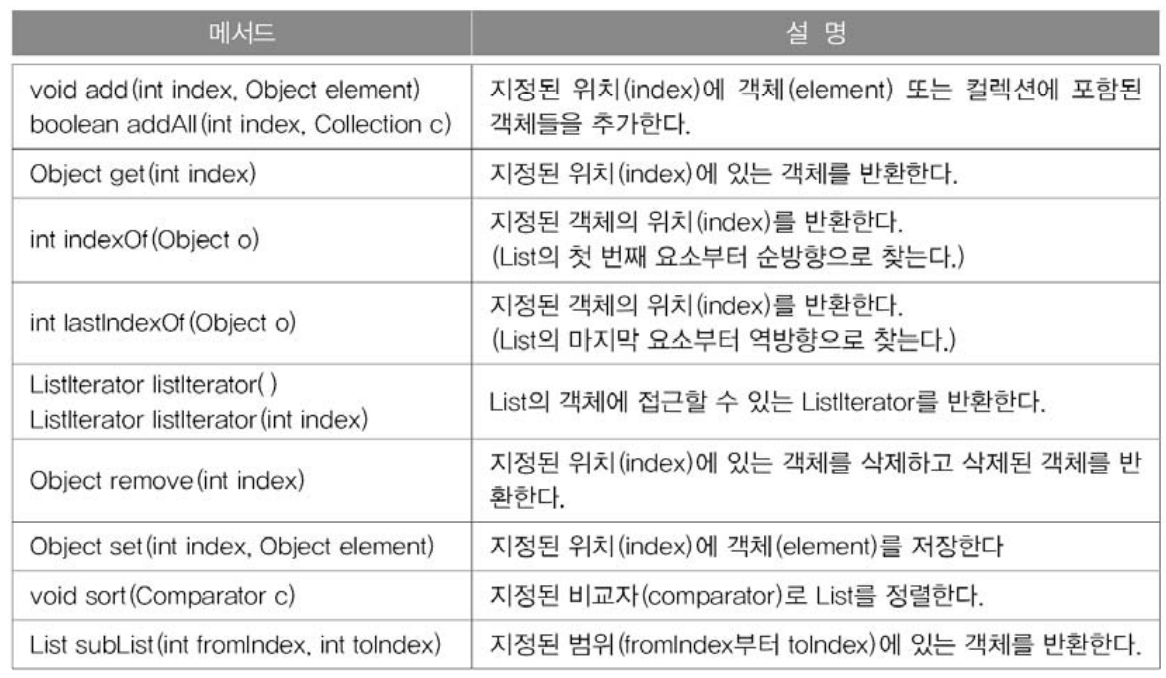 메서드 설 명
void add(int index, Object element)
boolean addAll(int index, Collection c)
지정된 위치(index)에 객체(element) 또는 컬렉션에 포함된
객체들을 추가한다.
Object get(int index)
지정된 위치(index)에 있는 객체를 반환한다.
int indexOf(Object o)
지정된 객체의 위치(index)를 반환한다.
(List의 첫 번째 요소부터 순방향으로 찾는다.)
int lastIndexOf(Object o)
지정된 객체의 위치(index)를 반환한다.
(List의 마지막 요소부터 역방향으로 찾는다.)
ListIterator listIterator( )
ListIterator listIterator(int index)
List의 객체에 접근할 수 있는 ListIterator를 반환한다.
Object remove(int index)
지정된 위치(index)에 있는 객체를 삭제하고 삭제된 객체를 반
환한다.
Object set(int index, Object element)
지정된 위치(index)에 객체(element)를 저장한다
void sort(Comparator c)
지정된 비교자(comparator)로 List를 정렬한다.
List subList(int fromIndex, int toIndex)
지정된 범위(fromIndex부터 toIndex)에 있는 객체를 반환한다.